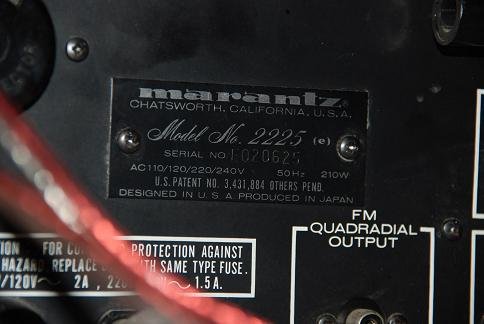 marantz®
CHATSWORTH, CALIFORNIA, U.S.A.
Model No. 2225 (e)
SERIAL NO 1020625
AC110/120/220/240V 50Hz 210W
U.S. PATENT NO. 3,431,884 OTHERS PEND.
DESIGNED IN U.S.A. PRODUCED IN JAPAN
FM
QUADRADIAL
OUTPUT
FOR PROTECTION AGAINST
HAZARD REPLACE WITH SAME TYPE FUSE.
/120V~ 2A, 1.5A.